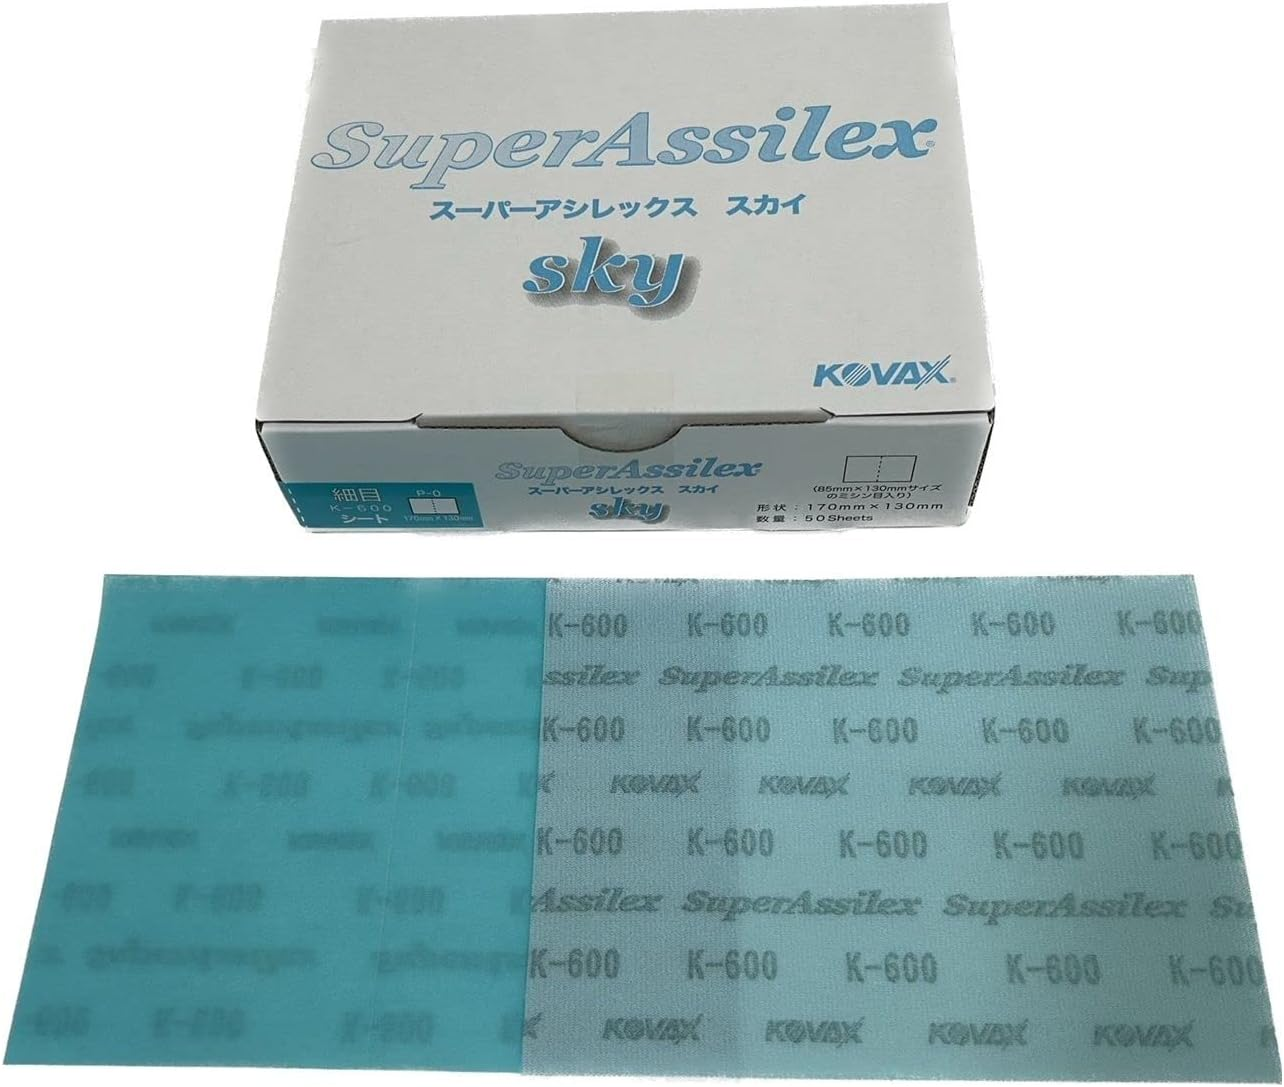 SuperAssilex®
スーパーアシレックス スカイ
sky
KOVAX®
細目
K-600
シート
P-0
170mm×130mm
SuperAssilex
スーパーアシレックス スカイ
sky
(85mm×130mmサイズ
のミシン目入り)
形状 : 170mm×130mm
数量 : 50Sheets
K-600 K-600 K-600 K-600 K-600
ssilex SuperAssilex SuperAssilex Sup
K-600 K-600 K-600 K-600 K-600
KOVAX KOVAX KOVAX KOVAX
K-600 K-600 K-600 K-600 K-600
Assilex SuperAssilex SuperAssilex Su
K-600 K-600 K-600 K-600 K-600
KOVAX KOVAX KOVAX KOVAX